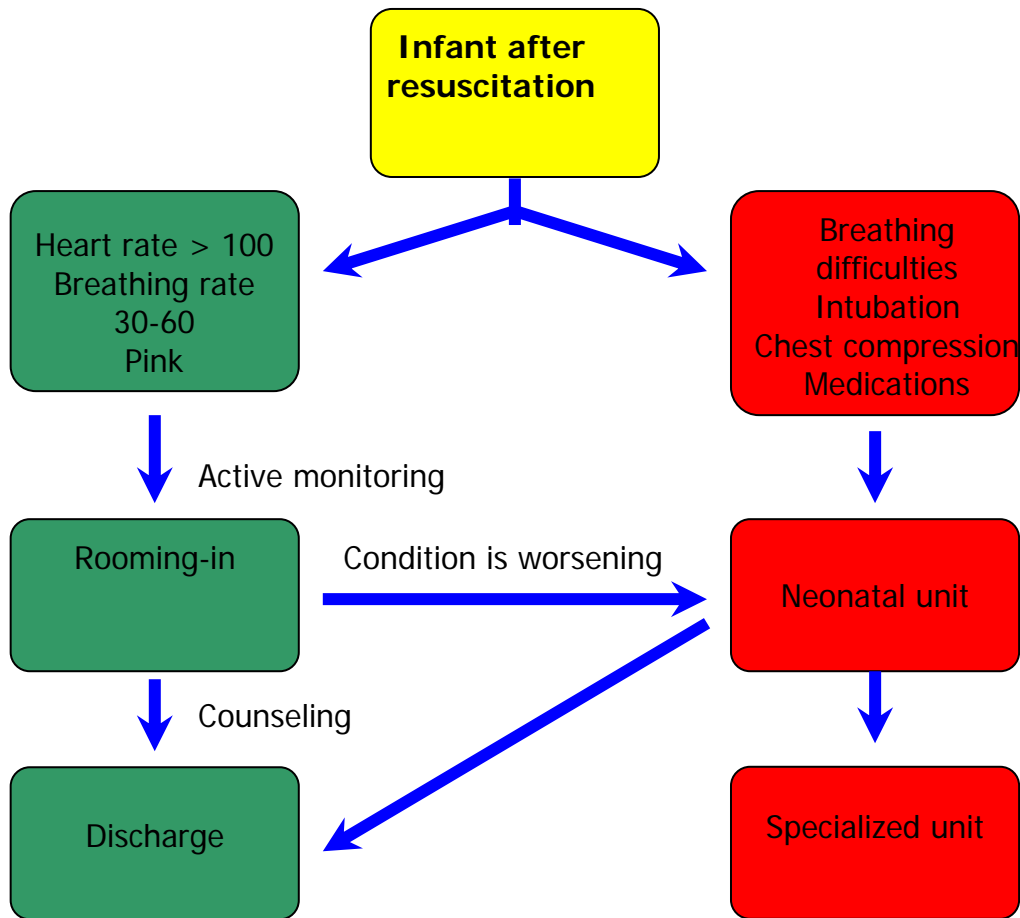 Infant after
resuscitation
Heart rate > 100
Breathing rate
30-60
Pink
Breathing
difficulties
Intubation
Chest compression
Medications
Active monitoring
Rooming-in
Condition is worsening
Neonatal unit
Counseling
Discharge
Specialized unit